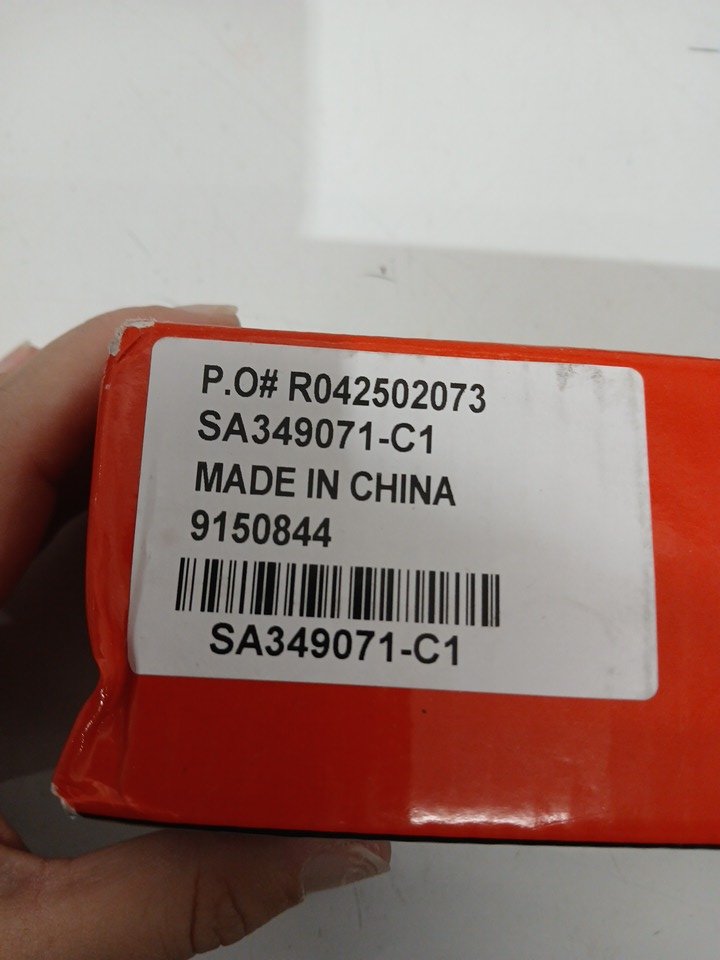 P.O# R042502073
SA349071-C1
MADE IN CHINA
9150844
SA349071-C1